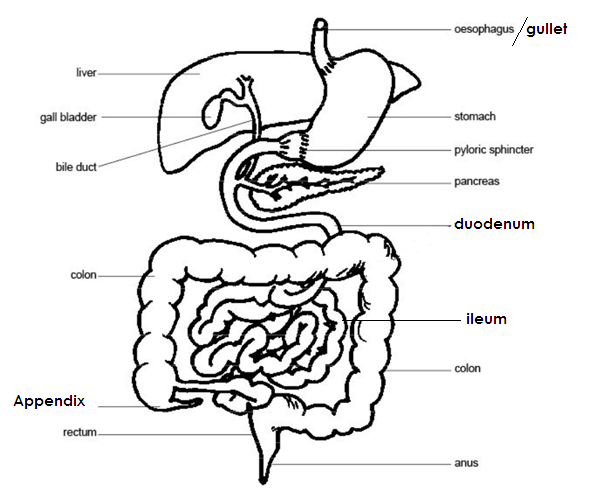 oesophagus/gullet
liver
gall bladder
stomach
pyloric sphincter
bile duct
pancreas
duodenum
colon
ileum
colon
Appendix
rectum
anus